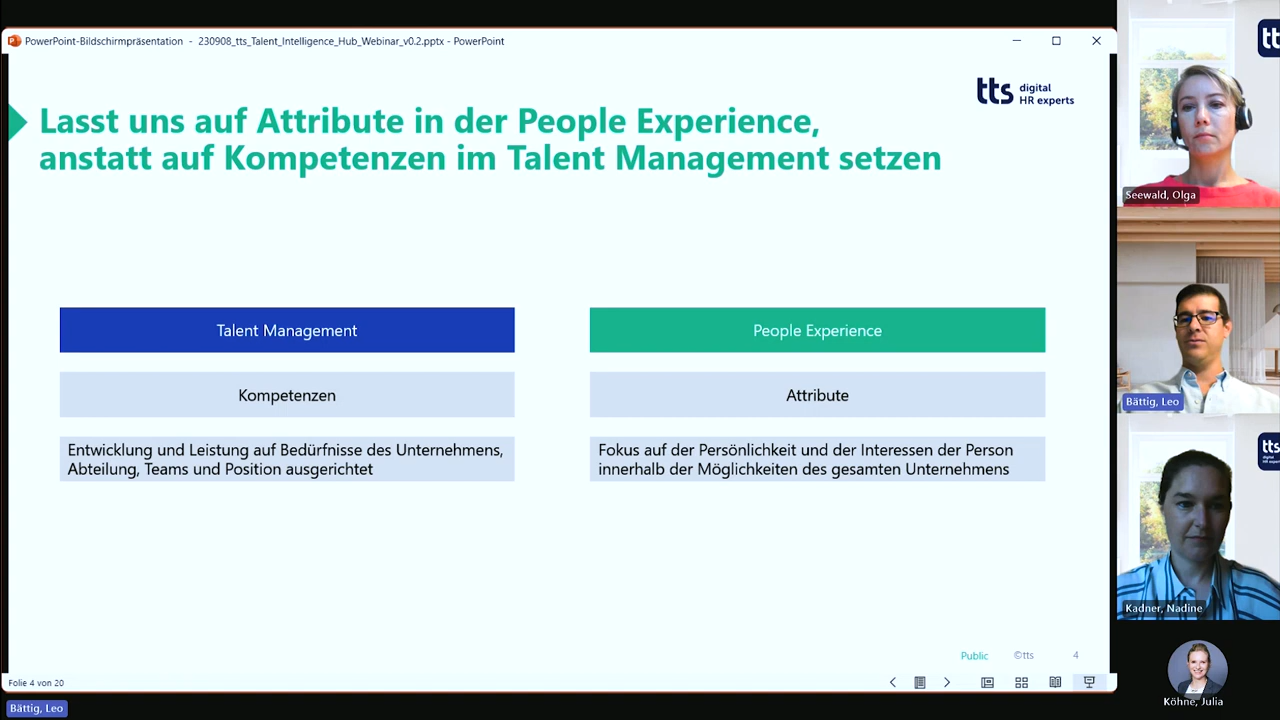 PowerPoint-Bildschirmpräsentation - 230908_tts_Talent_Intelligence_Hub_Webinar_v0.2.pptx - PowerPoint
tts digital
HR experts
Lasst uns auf Attribute in der People Experience,
anstatt auf Kompetenzen im Talent Management setzen
Talent Management
Kompetenzen
Entwicklung und Leistung auf Bedürfnisse des Unternehmens,
Abteilung, Teams und Position ausgerichtet
People Experience
Attribute
Fokus auf der Persönlichkeit und der Interessen der Person
innerhalb der Möglichkeiten des gesamten Unternehmens
Public ©tts 4
Folie 4 von 20
Bättig, Leo
Seewald, Olga
Bättig, Leo
tts
Kadner, Nadine
Köhne, Julia